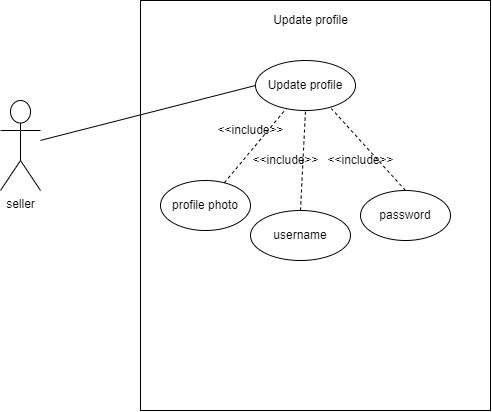 Update profile
Update profile
<<include>>
<<include>>
<<include>>
profile photo
username
password
seller